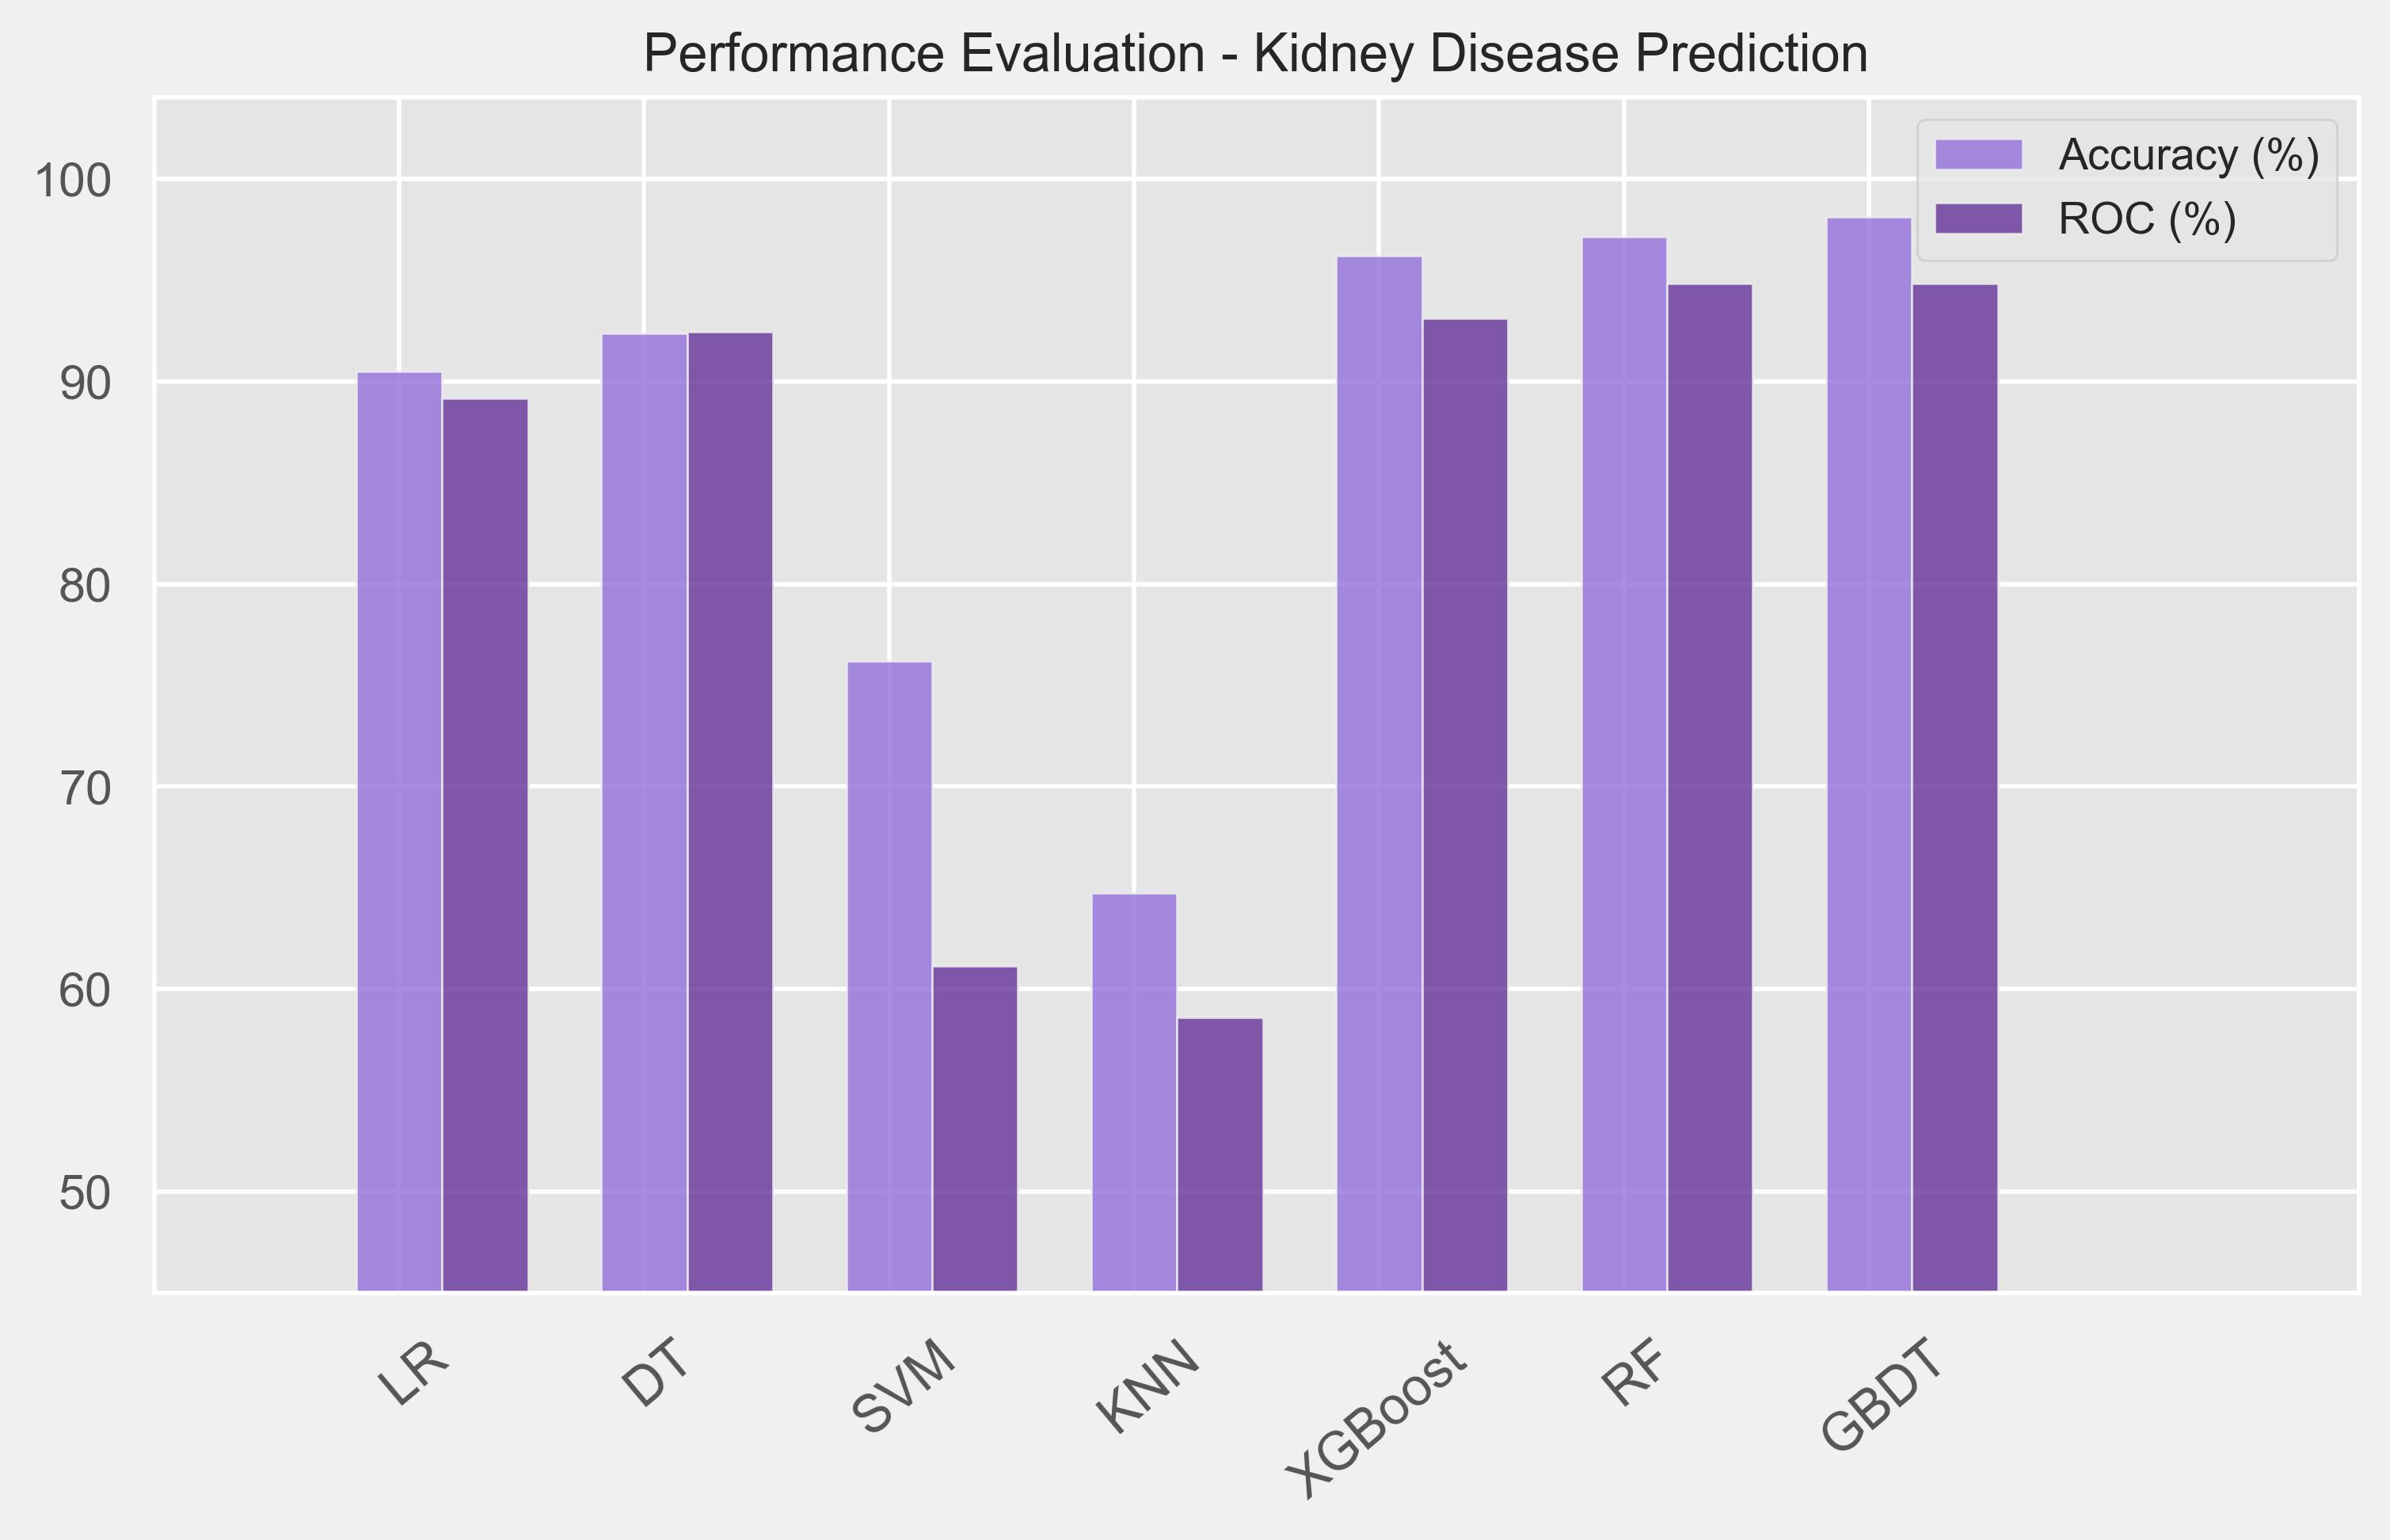 Performance Evaluation - Kidney Disease Prediction
Accuracy (%)
ROC (%)
100
90
80
70
60
50
LR
DT
SVM
KNN
XGBoost
RF
GBDT